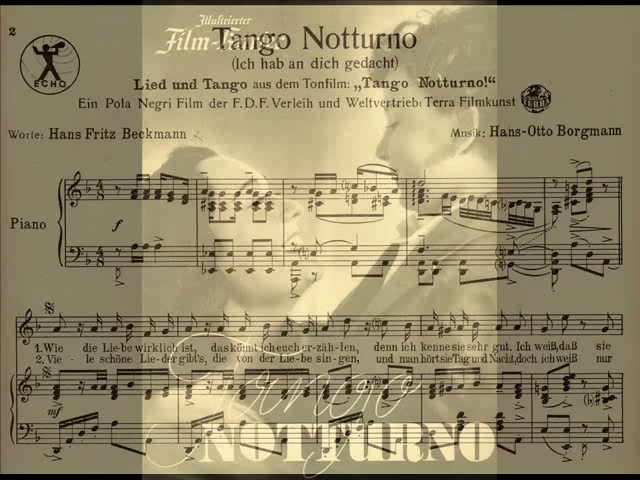 2
Illustrierter
Film-Kurier
Tango Notturno
(Ich hab an dich gedacht)
ECHO
Lied und Tango aus dem Tonfilm: „Tango Notturno!“
Ein Pola Negri Film der F.D.F. Verleih und Weltvertrieb: Terra Filmkunst
TERRA
Worte: Hans Fritz Beckmann
Musik: Hans-Otto Borgmann
Piano
f
1. Wie die Lie-be wirklich ist, das könnt ich euch er-zäh-len, denn ich kenne sie sehr gut. Ich weiß, daß sie
2. Vie-le schöne Lie-der gibt's, die von der Lie-be sin-gen, und man hört sie Tag und Nacht, doch ich weiß nur
mf
Tango
NOTTURNO